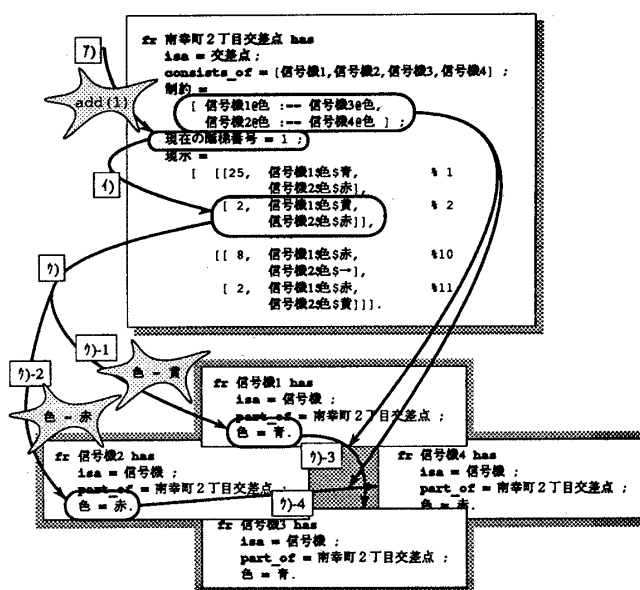 fr 南幸町2丁目交差点 has
isa = 交差点;
consists_of = [信号機1,信号機2,信号機3,信号機4] ;
制約 =
[ 信号機1@色 :== 信号機3@色,
信号機2@色 :== 信号機4@色 ] ;
現在の階梯番号 = 1 ;
現示 =
[ [[25, 信号機1$色$青, % 1
信号機2$色$赤],
[ 2, 信号機1$色$黄, % 2
信号機2$色$赤]],
[[ 8, 信号機1$色$赤, %10
信号機2$色$→],
[ 2, 信号機1$色$赤, %11
信号機2$色$黄]]].
ア)
add(1)
イ)
ウ)
ウ)-1
色 - 黄
ウ)-2
色 - 赤
fr 信号機1 has
isa = 信号機 ;
part_of = 南幸町2丁目交差点 ;
色 = 青.
ウ)-3
fr 信号機2 has
isa = 信号機 ;
part_of = 南幸町2丁目交差点 ;
色 = 赤.
ウ)-4
fr 信号機4 has
isa = 信号機 ;
part_of = 南幸町2丁目交差点 ;
色 = 赤.
fr 信号機3 has
isa = 信号機 ;
part_of = 南幸町2丁目交差点 ;
色 = 青.